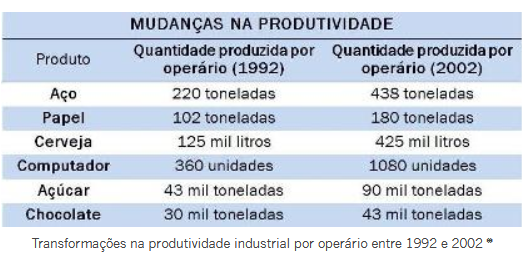 MUDANÇAS NA PRODUTIVIDADE
Produto Quantidade produzida por operário (1992) Quantidade produzida por operário (2002)
Aço 220 toneladas 438 toneladas
Papel 102 toneladas 180 toneladas
Cerveja 125 mil litros 425 mil litros
Computador 360 unidades 1080 unidades
Açúcar 43 mil toneladas 90 mil toneladas
Chocolate 30 mil toneladas 43 mil toneladas
Transformações na produtividade industrial por operário entre 1992 e 2002